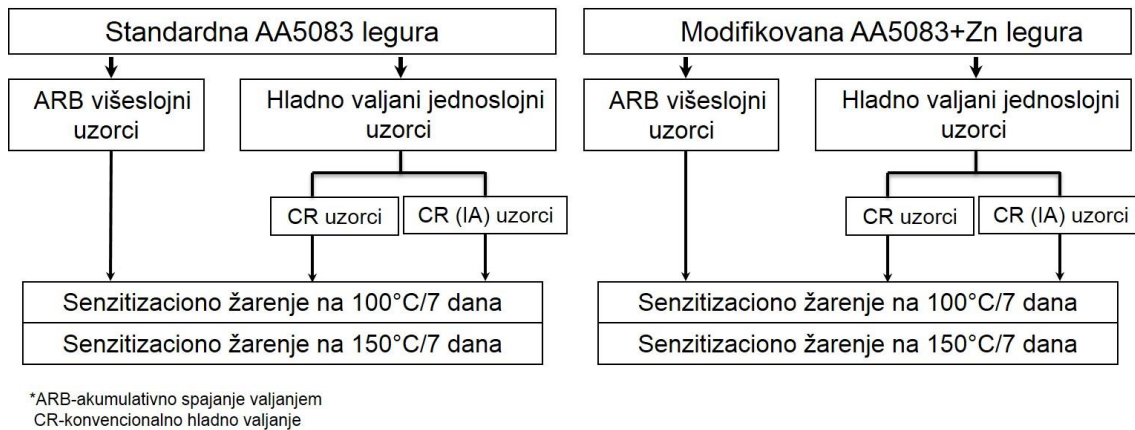 Standardna AA5083 legura
ARB višeslojni
uzorci
Hladno valjani jednoslojni
uzorci
CR uzorci
CR (IA) uzorci
Senzitizaciono žarenje na 100°C/7 dana
Senzitizaciono žarenje na 150°C/7 dana
Modifikovana AA5083+Zn legura
ARB višeslojni
uzorci
Hladno valjani jednoslojni
uzorci
CR uzorci
CR (IA) uzorci
Senzitizaciono žarenje na 100°C/7 dana
Senzitizaciono žarenje na 150°C/7 dana
*ARB-akumulativno spajanje valjanjem
CR-konvencionalno hladno valjanje